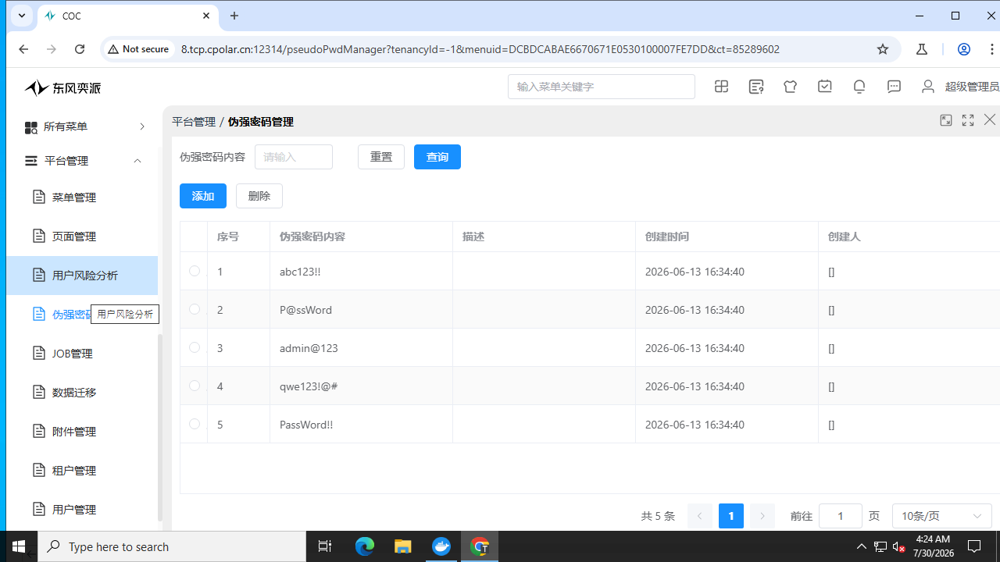 COC
Not secure
8.tcp.cpolar.cn:12314/pseudoPwdManager?tenancyId=-1&menuid=DCBDCABAE6670671E0530100007FE7DD&ct=85289602
东风奕派
输入菜单关键字
超级管理员
所有菜单
平台管理
菜单管理
页面管理
用户风险分析
伪强密码
用户风险分析
JOB管理
数据迁移
附件管理
租户管理
用户管理
平台管理 / 伪强密码管理
伪强密码内容 请输入 重置 查询
添加 删除
序号 伪强密码内容 描述 创建时间 创建人
1 abc123!! 2026-06-13 16:34:40 []
2 P@ssWord 2026-06-13 16:34:40 []
3 admin@123 2026-06-13 16:34:40 []
4 qwe123!@# 2026-06-13 16:34:40 []
5 PassWord!! 2026-06-13 16:34:40 []
共 5 条 1 前往 1 页 10条/页
Type here to search
4:24 AM
7/30/2026